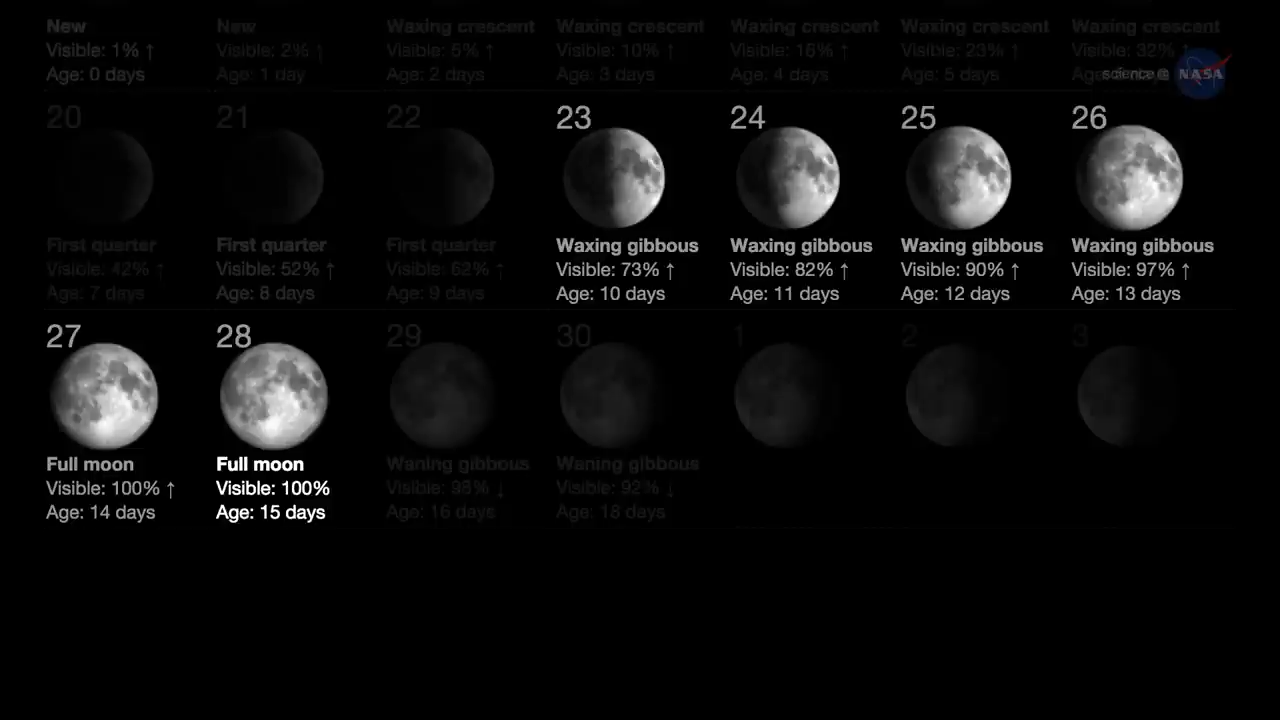 New New Waxing crescent Waxing crescent Waxing crescent Waxing crescent Waxing crescent
Visible: 1% ↑ Visible: 2% ↑ Visible: 5% ↑ Visible: 10% ↑ Visible: 16% ↑ Visible: 23% ↑ Visible: 32% ↑
Age: 0 days Age: 1 day Age: 2 days Age: 3 days Age: 4 days Age: 5 days
science@ NASA
20 21 22 23 24 25 26
First quarter First quarter First quarter Waxing gibbous Waxing gibbous Waxing gibbous Waxing gibbous
Visible: 42% ↑ Visible: 52% ↑ Visible: 62% ↑ Visible: 73% ↑ Visible: 82% ↑ Visible: 90% ↑ Visible: 97% ↑
Age: 7 days Age: 8 days Age: 9 days Age: 10 days Age: 11 days Age: 12 days Age: 13 days
27 28 29 30 1 2 3
Full moon Full moon Waning gibbous Waning gibbous
Visible: 100% ↑ Visible: 100% Visible: 98% ↓ Visible: 92% ↓
Age: 14 days Age: 15 days Age: 16 days Age: 18 days